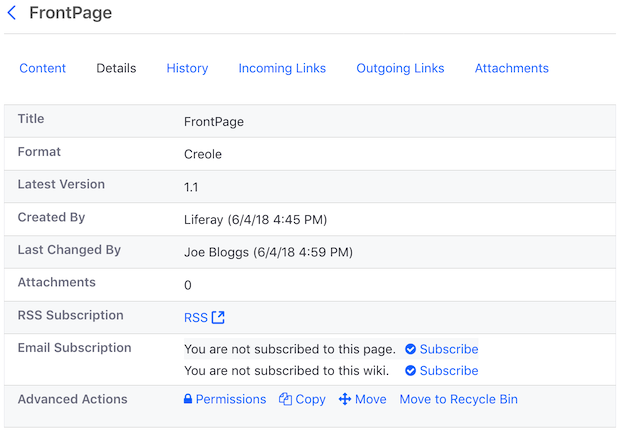 FrontPage
Content Details History Incoming Links Outgoing Links Attachments
Title FrontPage
Format Creole
Latest Version 1.1
Created By Liferay (6/4/18 4:45 PM)
Last Changed By Joe Bloggs (6/4/18 4:59 PM)
Attachments 0
RSS Subscription RSS
Email Subscription You are not subscribed to this page. Subscribe
You are not subscribed to this wiki. Subscribe
Advanced Actions Permissions Copy Move Move to Recycle Bin